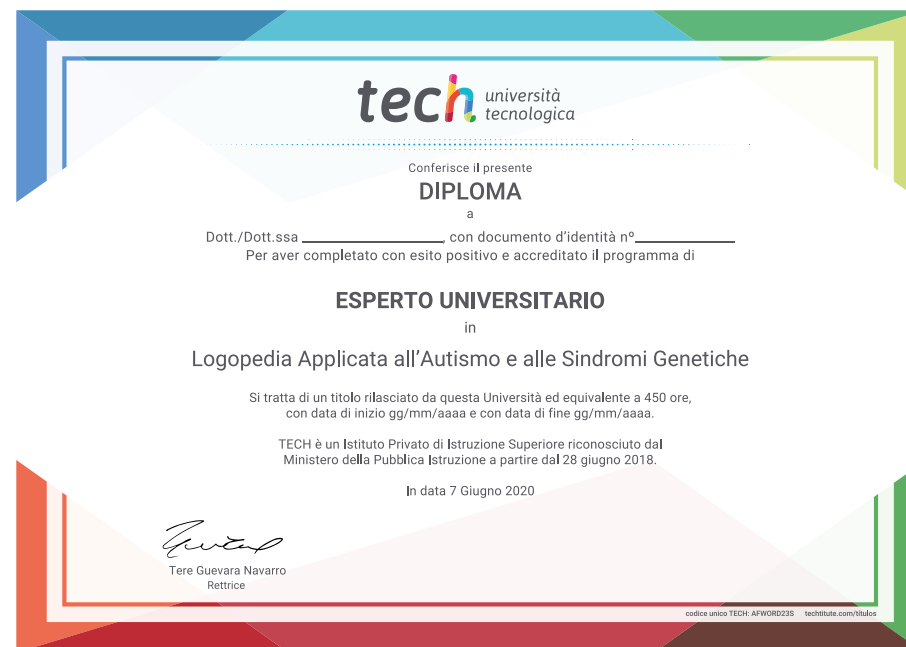 tech università
tecnologica
Conferisce il presente
DIPLOMA
a
Dott./Dott.ssa ____________________, con documento d'identità nº______________
Per aver completato con esito positivo e accreditato il programma di
ESPERTO UNIVERSITARIO
in
Logopedia Applicata all'Autismo e alle Sindromi Genetiche
Si tratta di un titolo rilasciato da questa Università ed equivalente a 450 ore,
con data di inizio gg/mm/aaaa e con data di fine gg/mm/aaaa.
TECH è un Istituto Privato di Istruzione Superiore riconosciuto dal
Ministero della Pubblica Istruzione a partire dal 28 giugno 2018.
In data 7 Giugno 2020
Tere Guevara Navarro
Rettrice
codice unico TECH: AFWORD23S techtitute.com/titulos